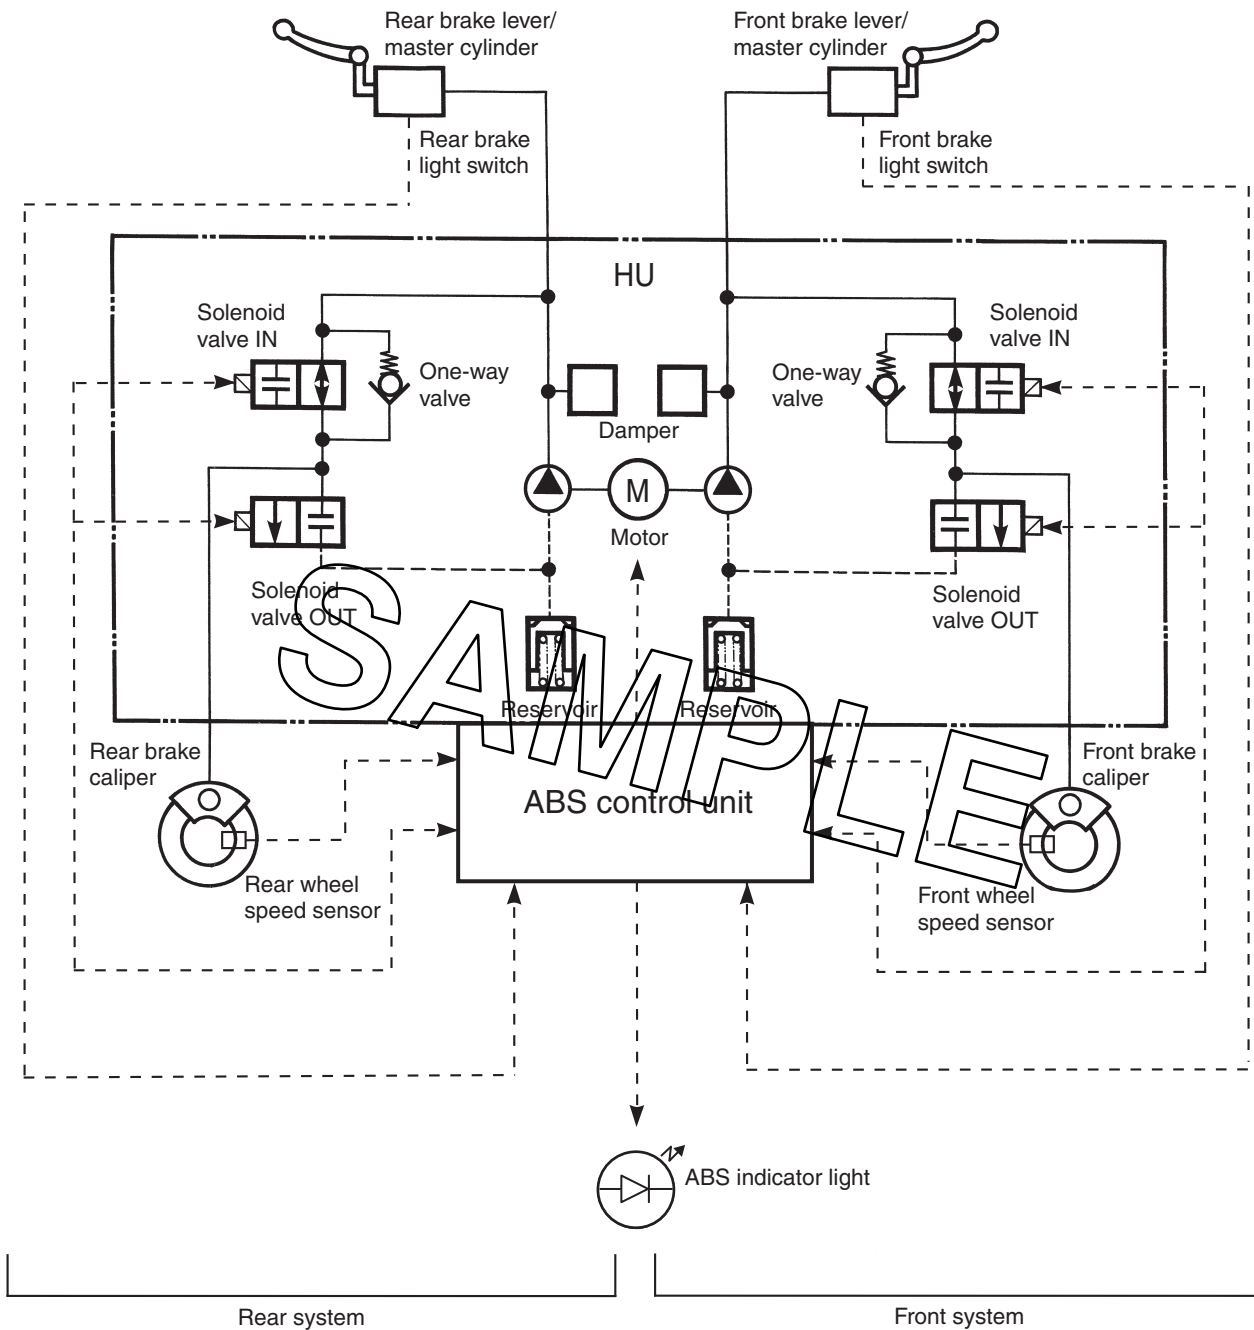 Rear brake lever/
master cylinder
Front brake lever/
master cylinder
Rear brake
light switch
Front brake
light switch
HU
Solenoid
valve IN
Solenoid
valve IN
One-way
valve
One-way
valve
Damper
M
Motor
Solenoid
valve OUT
Solenoid
valve OUT
Reservoir
Reservoir
SAMPLE
Rear brake
caliper
Front brake
caliper
ABS control unit
Rear wheel
speed sensor
Front wheel
speed sensor
ABS indicator light
Rear system
Front system